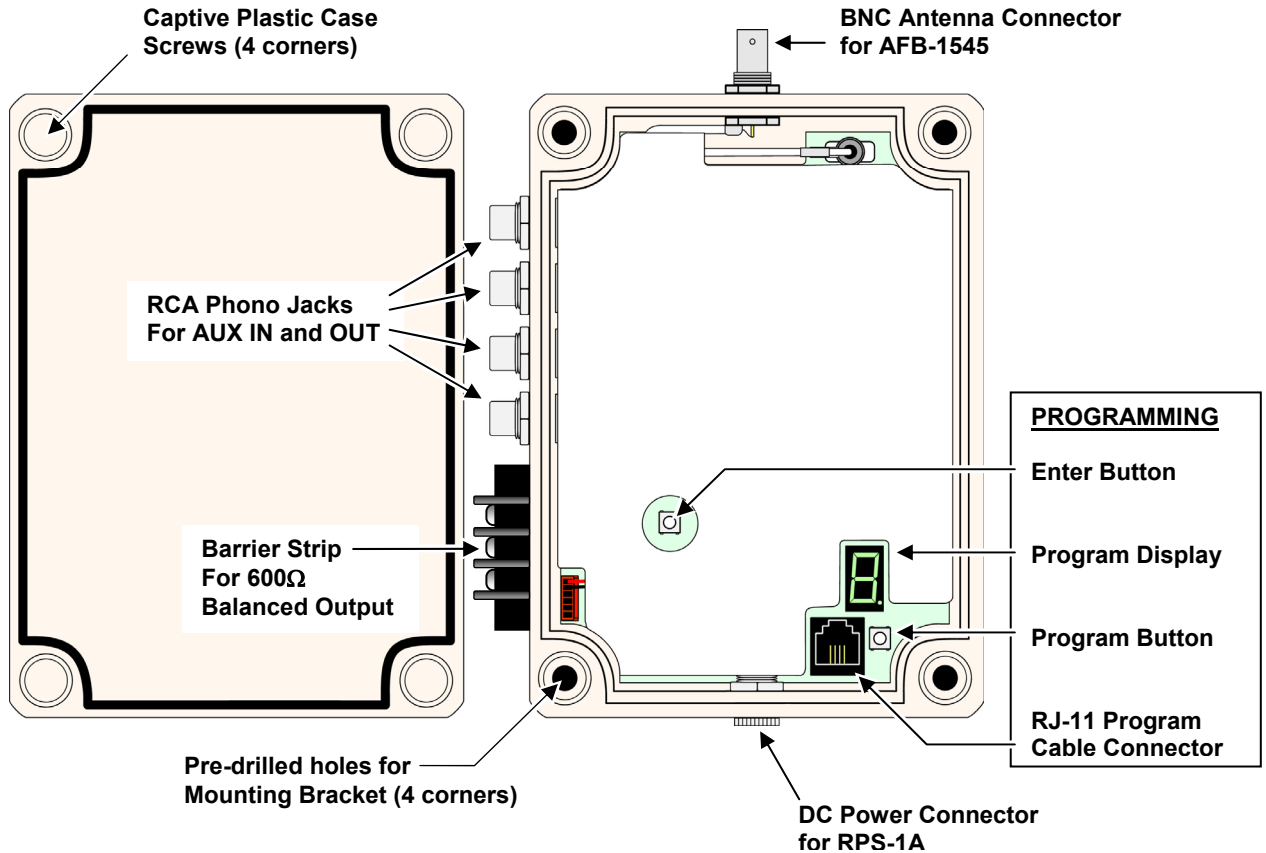 Captive Plastic Case
Screws (4 corners)
BNC Antenna Connector
for AFB-1545
RCA Phono Jacks
For AUX IN and OUT
Barrier Strip
For 600Ω
Balanced Output
PROGRAMMING
Enter Button
Program Display
Program Button
RJ-11 Program
Cable Connector
8.
Pre-drilled holes for
Mounting Bracket (4 corners)
DC Power Connector
for RPS-1A